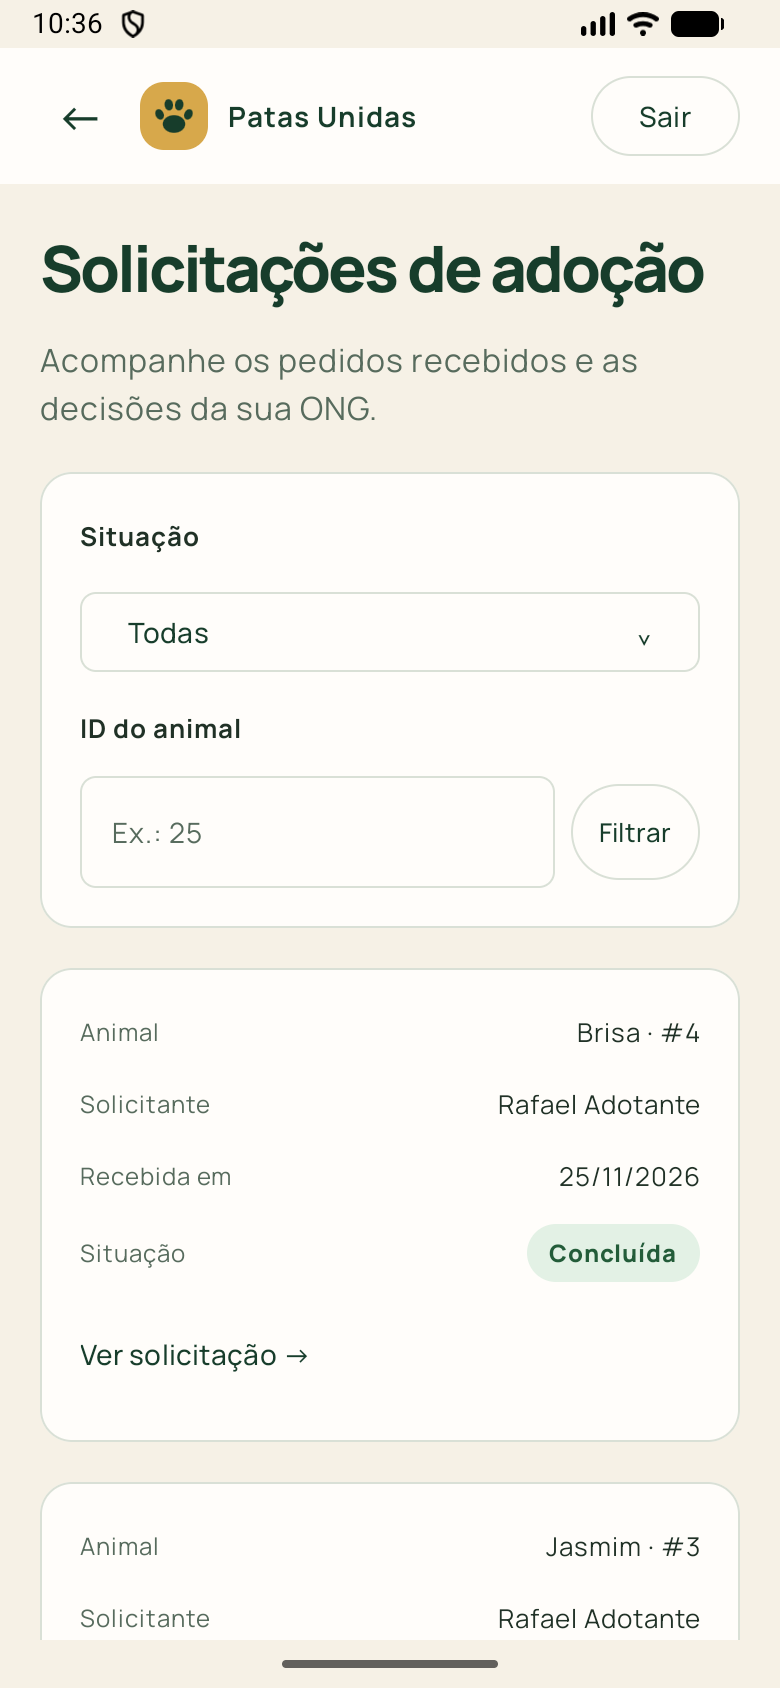 10:36
← Patas Unidas Sair
Solicitações de adoção
Acompanhe os pedidos recebidos e as
decisões da sua ONG.
Situação
Todas
ID do animal
Ex.: 25 Filtrar
Animal Brisa · #4
Solicitante Rafael Adotante
Recebida em 25/11/2026
Situação Concluída
Ver solicitação →
Animal Jasmim · #3
Solicitante Rafael Adotante